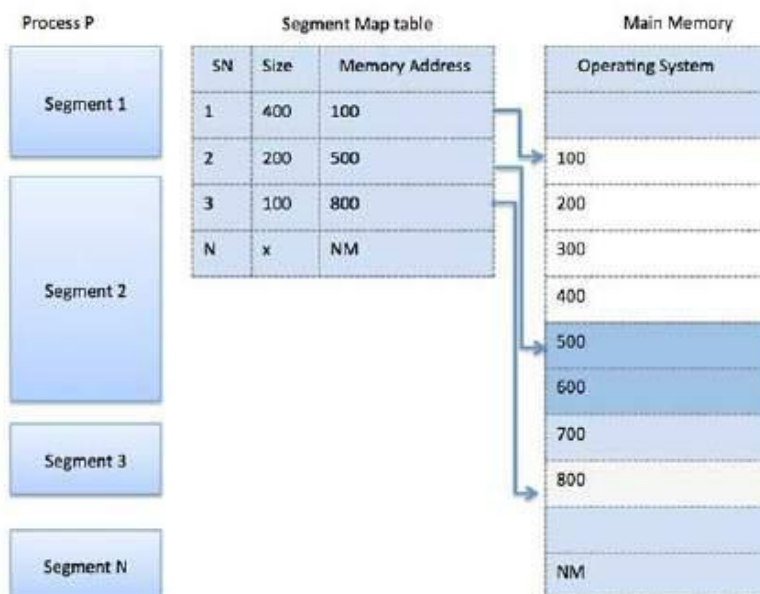 Process P
Segment 1
Segment 2
Segment 3
Segment N
Segment Map table
SN Size Memory Address
1 400 100
2 200 500
3 100 800
N x NM
Main Memory
Operating System
100
200
300
400
500
600
700
800
NM